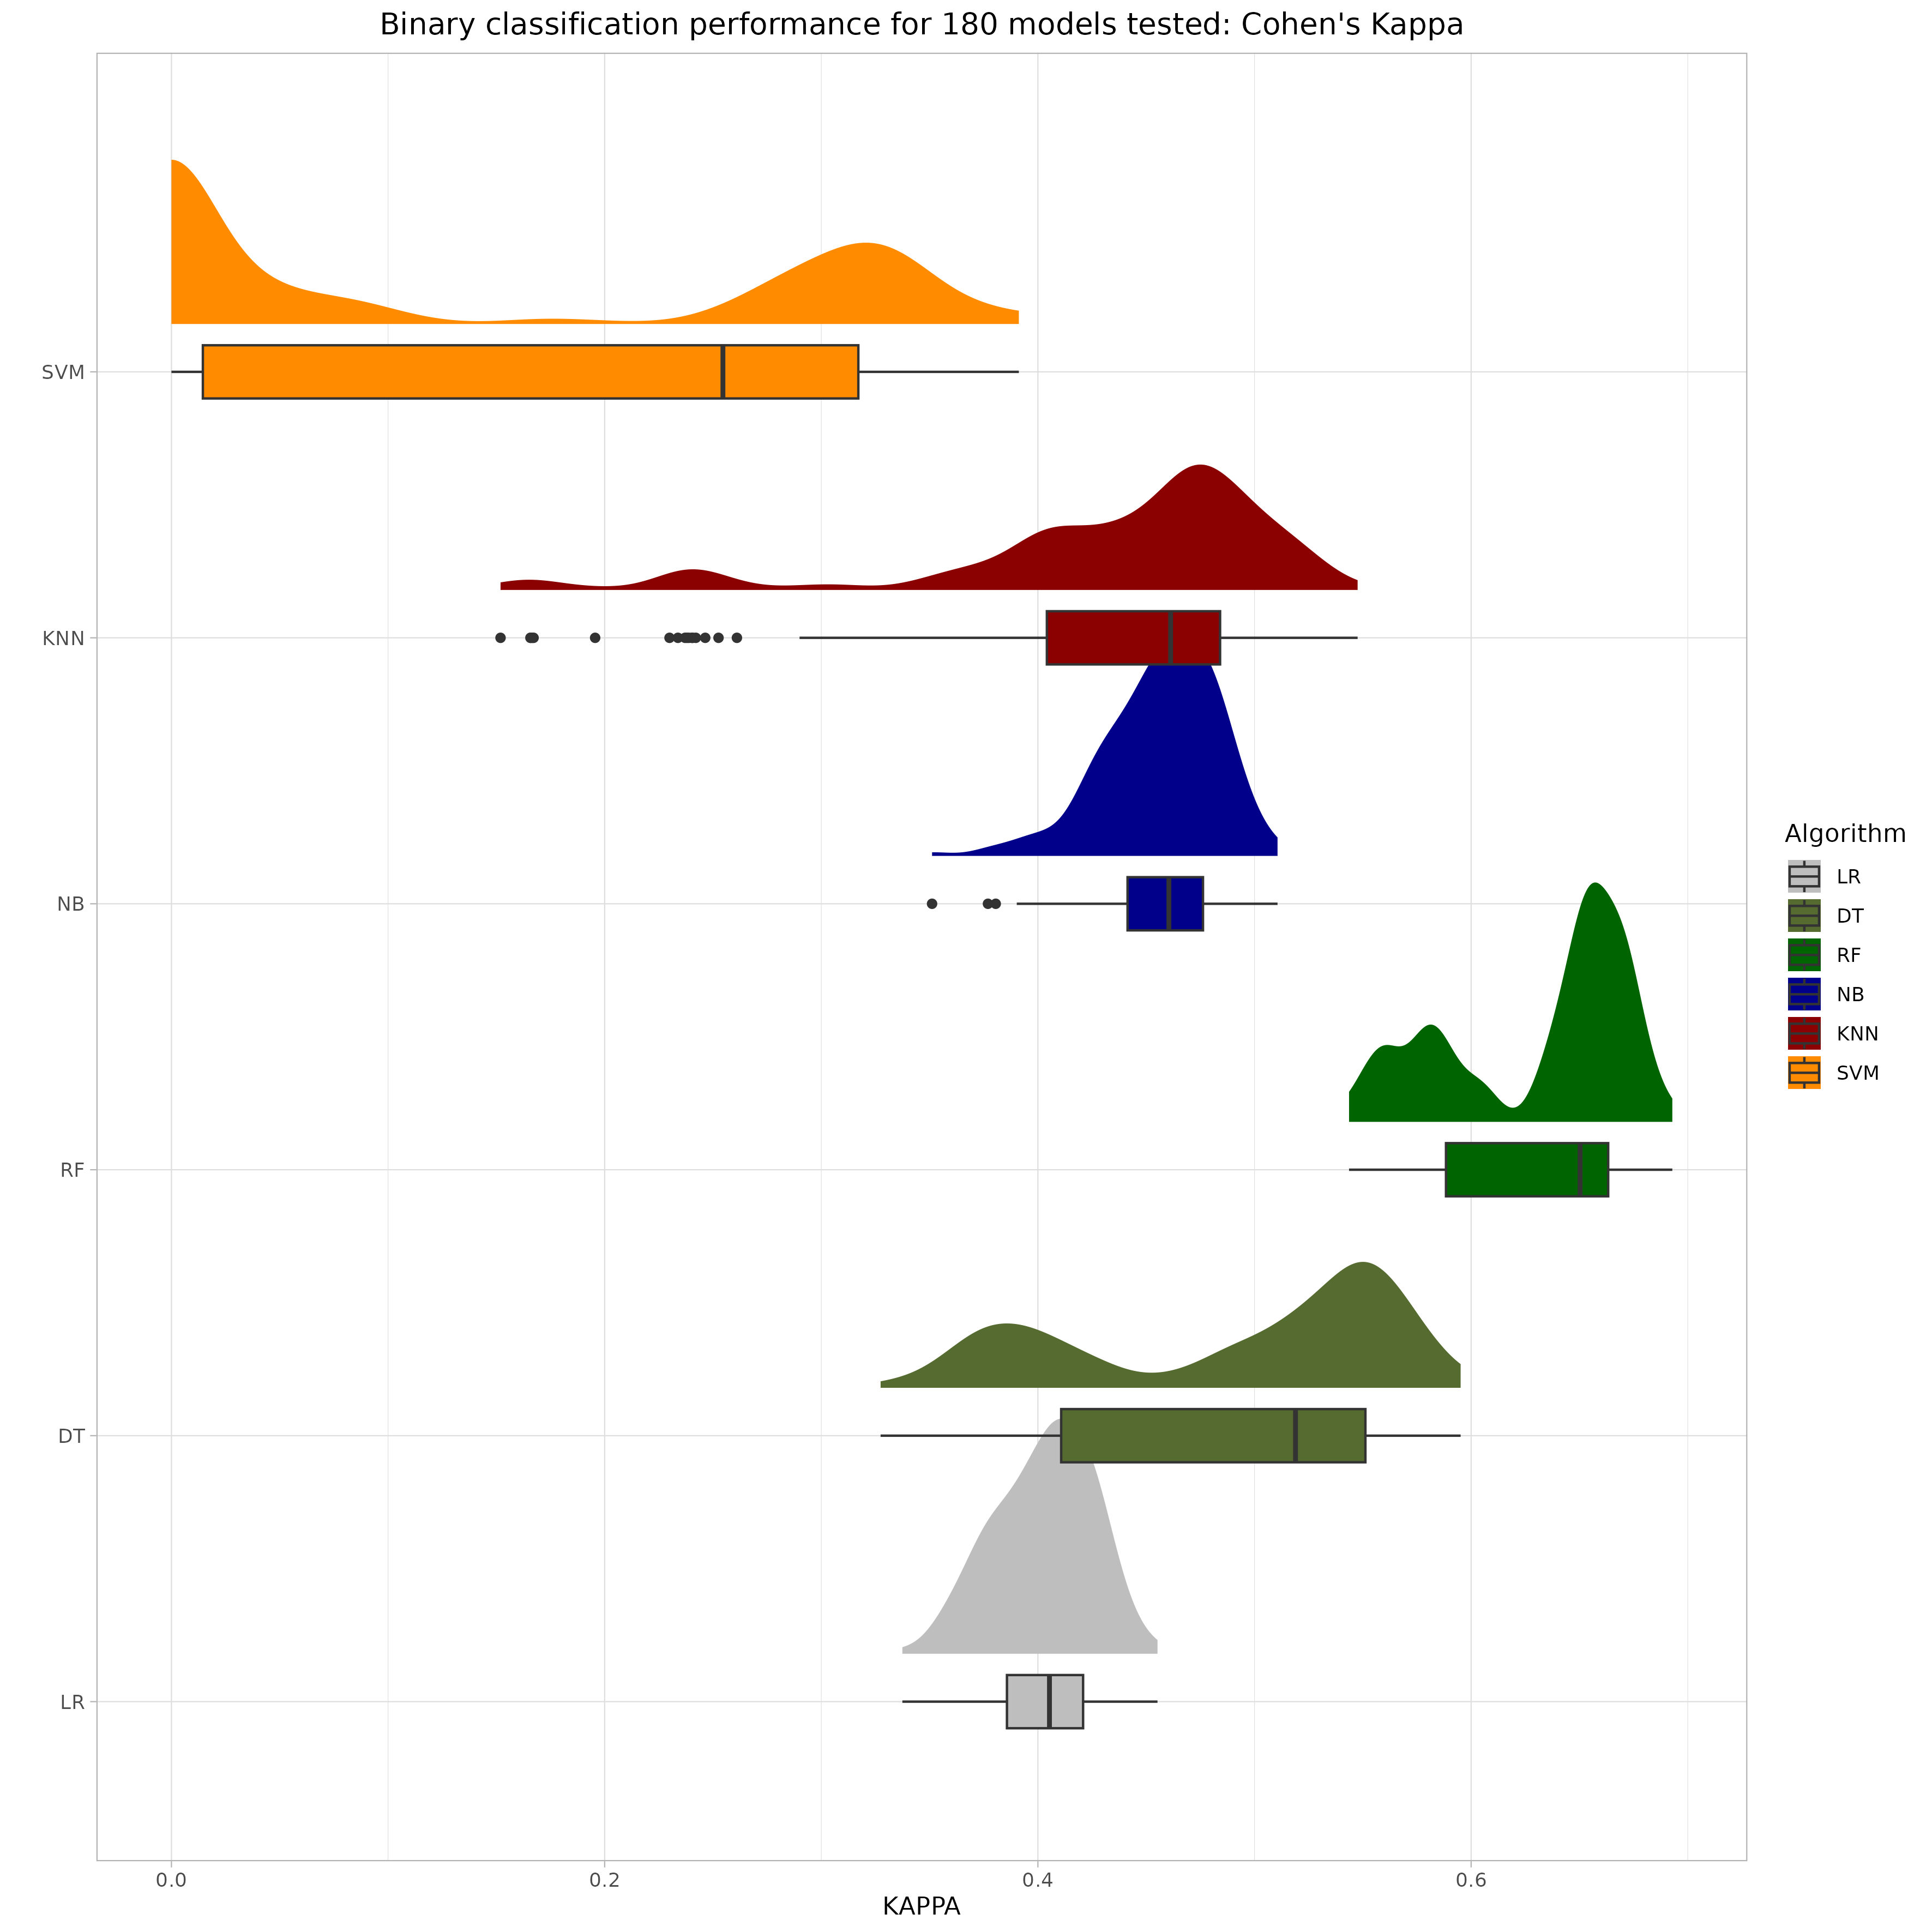 Binary classification performance for 180 models tested: Cohen's Kappa
SVM
KNN
NB
RF
DT
LR
0.0 0.2 0.4 0.6
KAPPA
Algorithm
LR
DT
RF
NB
KNN
SVM